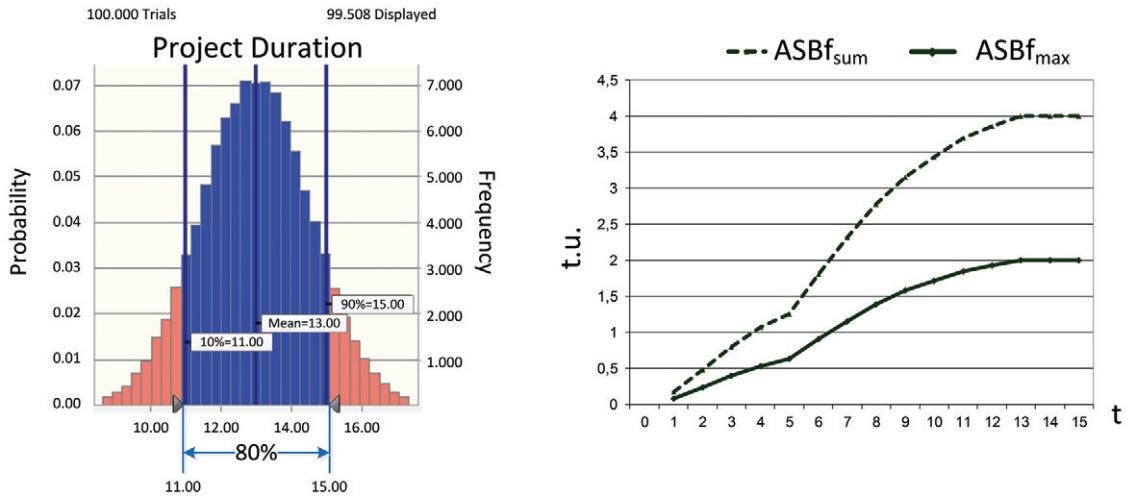 100.000 Trials
99.508 Displayed
Project Duration
Probability
0.07
0.06
0.05
0.04
0.03
0.02
0.01
0.00
7.000
6.000
5.000
4.000
3.000
2.000
1.000
Frequency
90%=15.00
Mean=13.00
10%=11.00
10.00 12.00 14.00 16.00
80%
11.00 15.00
ASBfsum ASBfmax
t.u.
4,5
4
3,5
3
2,5
2
1,5
1
0,5
0
0 1 2 3 4 5 6 7 8 9 10 11 12 13 14 15 t